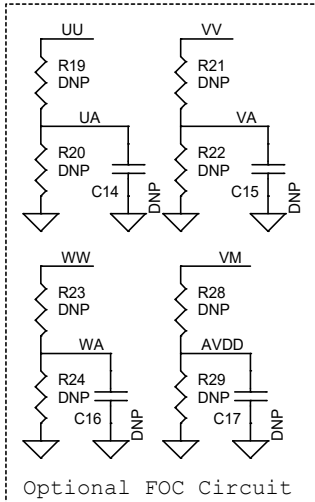 UU
VV
R19
DNP
R21
DNP
UA
VA
R20
DNP
R22
DNP
C14
DNP
C15
DNP
WW
VM
R23
DNP
R28
DNP
WA
AVDD
R24
DNP
R29
DNP
C16
DNP
C17
DNP
Optional FOC Circuit